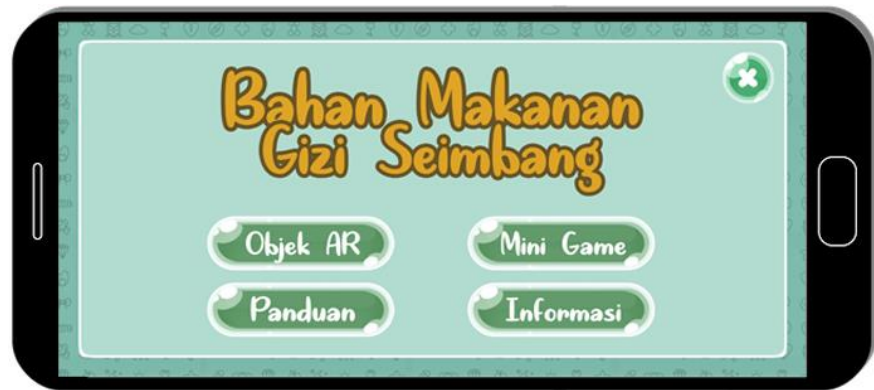 Bahan Makanan
Gizi Seimbang
Objek AR
Mini Game
Panduan
Informasi